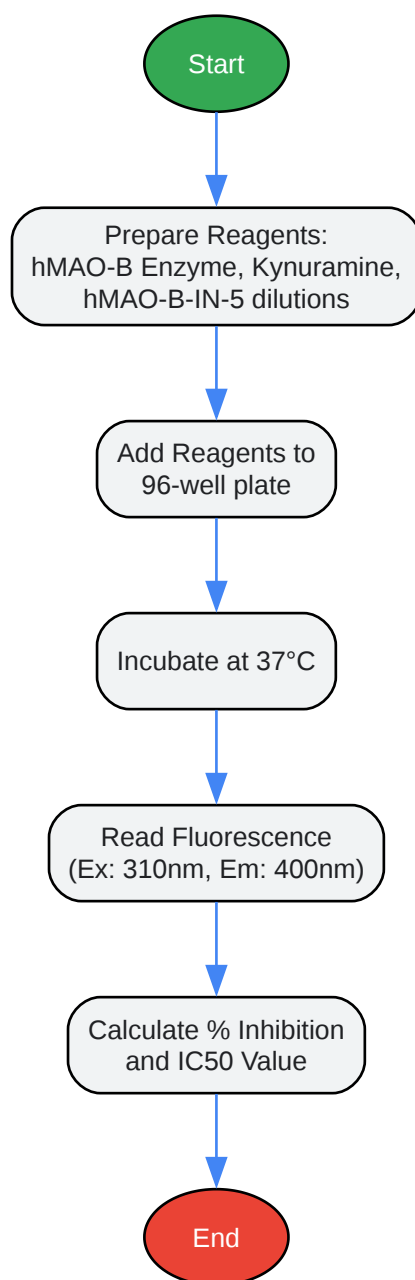 Start
Prepare Reagents:
hMAO-B Enzyme, Kynuramine,
hMAO-B-IN-5 dilutions
Add Reagents to
96-well plate
Incubate at 37°C
Read Fluorescence
(Ex: 310nm, Em: 400nm)
Calculate % Inhibition
and IC50 Value
End